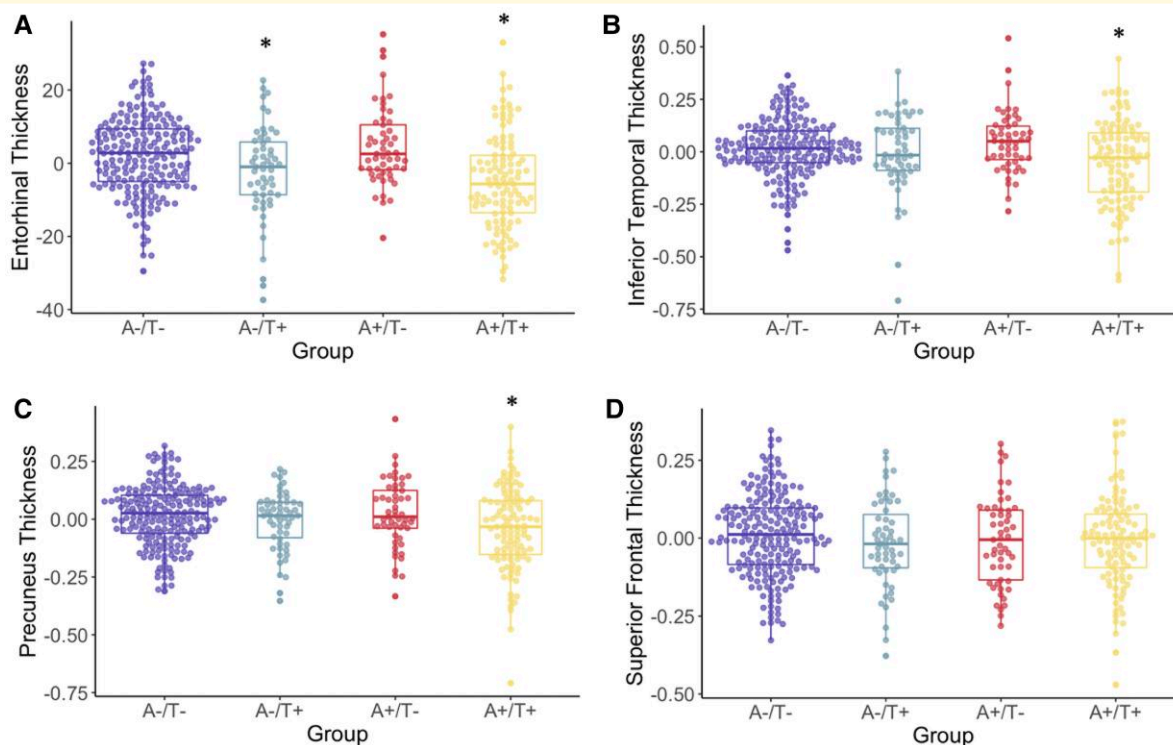 A
Entorhinal Thickness
*
*
20
0
-20
-40
A-/T- A-/T+ A+/T- A+/T+
Group
B
Inferior Temporal Thickness
*
0.50
0.25
0.00
-0.25
-0.50
-0.75
A-/T- A-/T+ A+/T- A+/T+
Group
C
Precuneus Thickness
*
0.25
0.00
-0.25
-0.50
-0.75
A-/T- A-/T+ A+/T- A+/T+
Group
D
Superior Frontal Thickness
0.25
0.00
-0.25
-0.50
A-/T- A-/T+ A+/T- A+/T+
Group